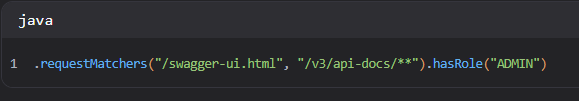 java
1 .requestMatchers("/swagger-ui.html", "/v3/api-docs/**").hasRole("ADMIN")